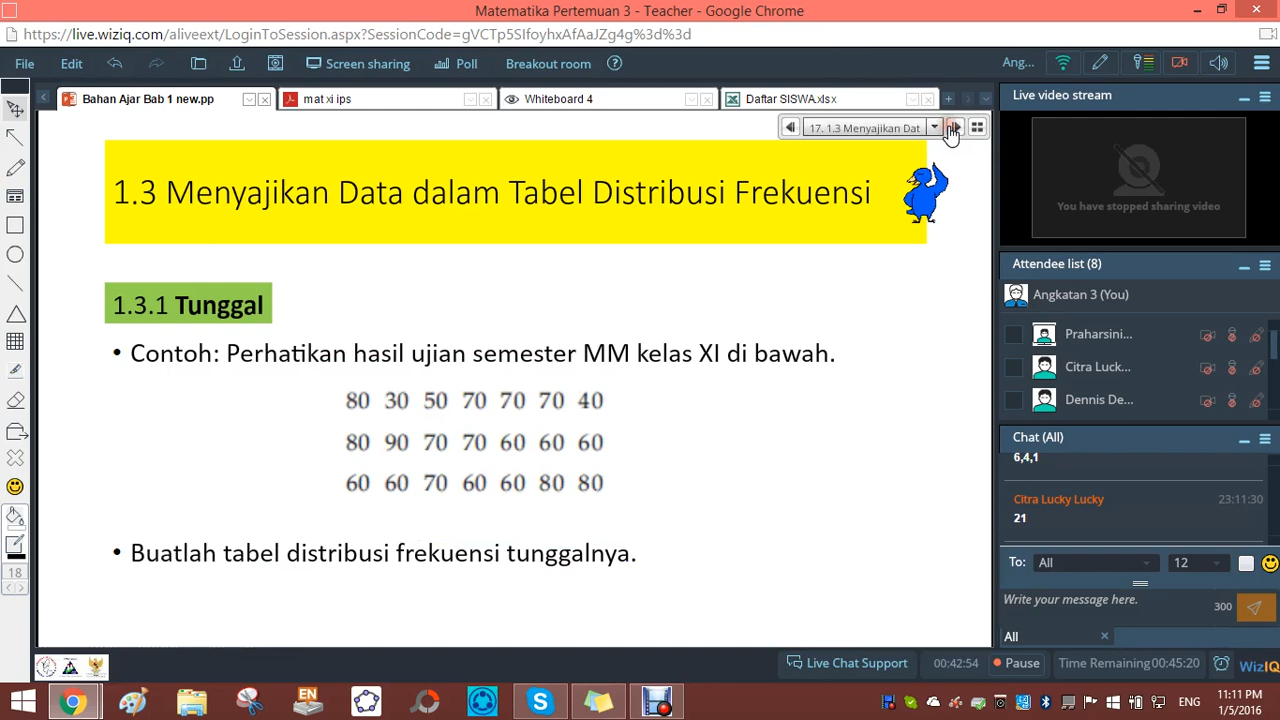 Matematika Pertemuan 3 - Teacher - Google Chrome
https://live.wiziq.com/aliveext/LoginToSession.aspx?SessionCode=gVCTp5SIfoyhxAfAaJZg4g%3d%3d
File Edit Screen sharing Poll Breakout room Ang...
Bahan Ajar Bab 1 new.pp mat xi ips Whiteboard 4 Daftar SISWA.xlsx
17. 1.3 Menyajikan Dat
1.3 Menyajikan Data dalam Tabel Distribusi Frekuensi
1.3.1 Tunggal
• Contoh: Perhatikan hasil ujian semester MM kelas XI di bawah.
80 30 50 70 70 70 40
80 90 70 70 60 60 60
60 60 70 60 60 80 80
• Buatlah tabel distribusi frekuensi tunggalnya.
18
Live video stream
You have stopped sharing video
Attendee list (8)
Angkatan 3 (You)
Praharsini...
Citra Luck...
Dennis De...
Chat (All)
6,4,1
Citra Lucky Lucky 23:11:30
21
To: All 12
Write your message here. 300
All
Live Chat Support 00:42:54 Pause Time Remaining 00:45:20 WizIQ
EN
ENG
11:11 PM
1/5/2016